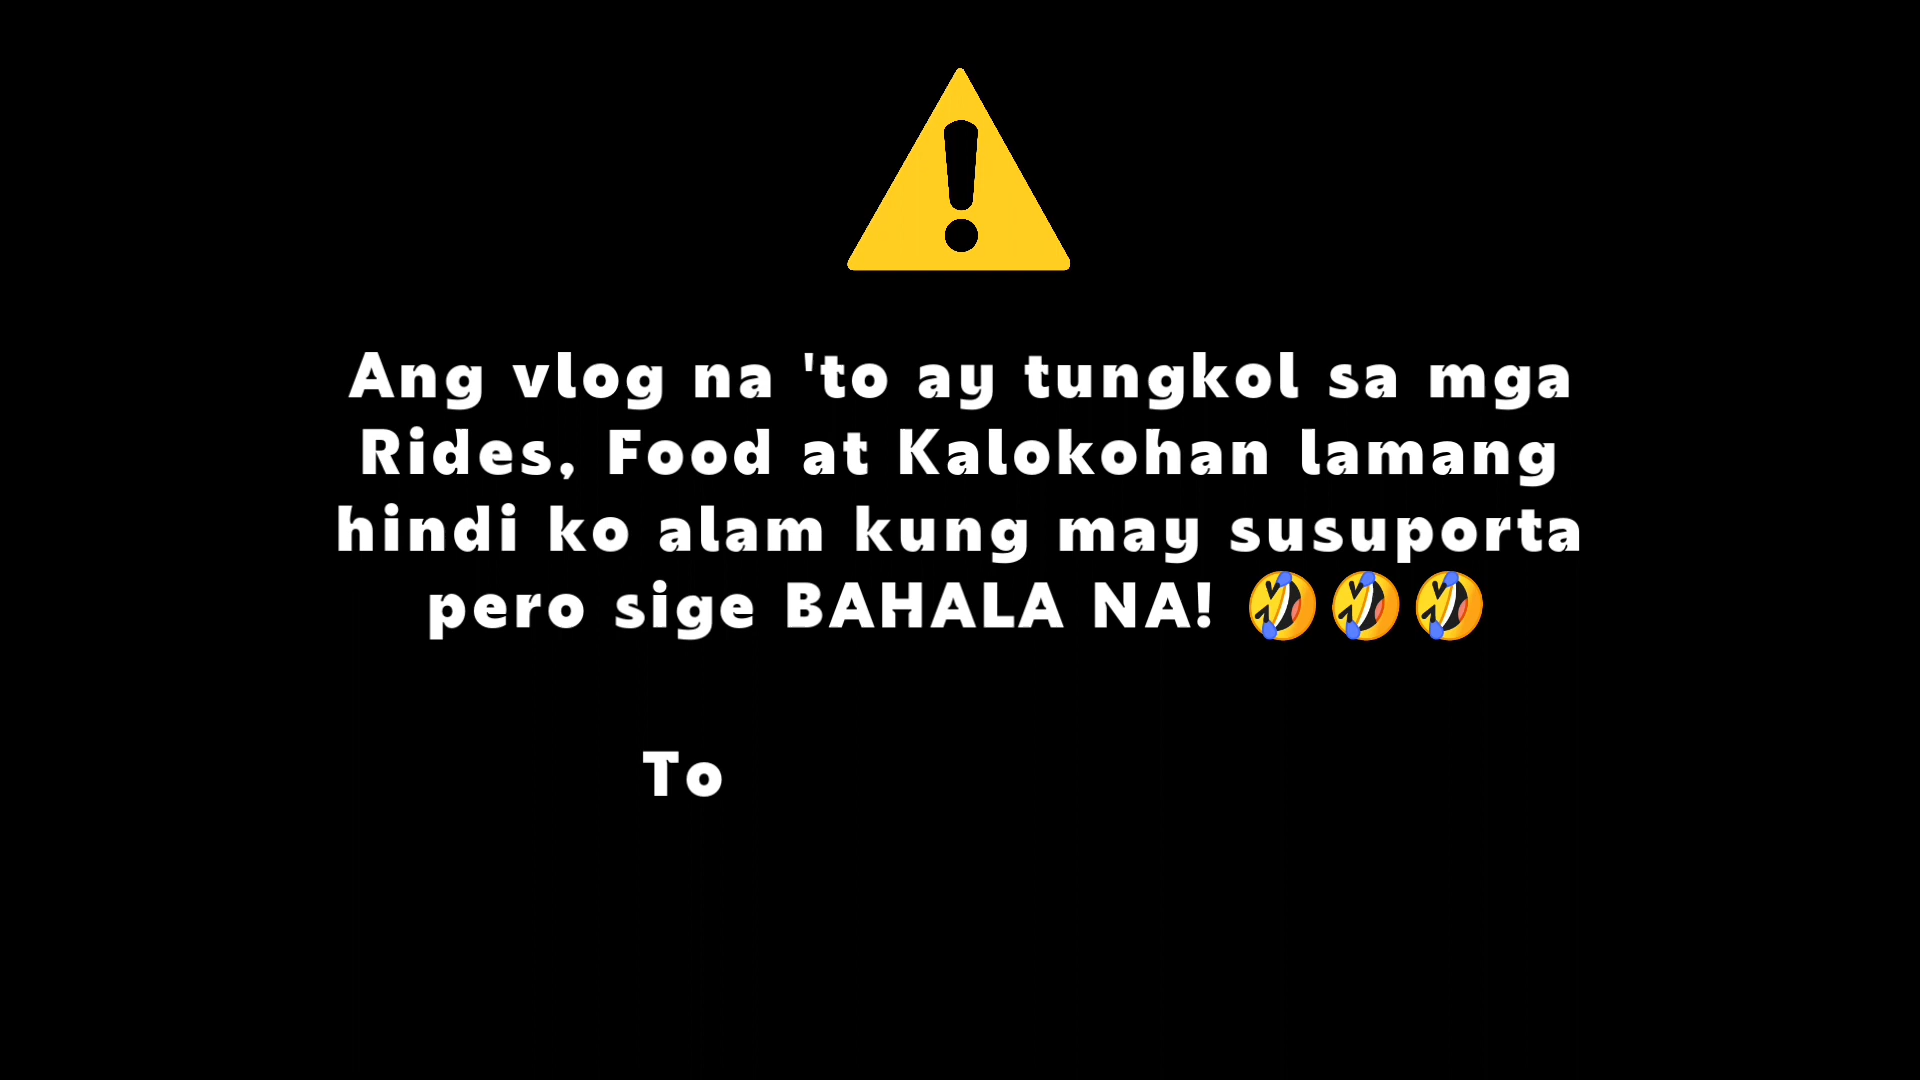 Ang vlog na 'to ay tungkol sa mga
Rides, Food at Kalokohan lamang
hindi ko alam kung may susuporta
pero sige BAHALA NA! 🤣🤣🤣
To